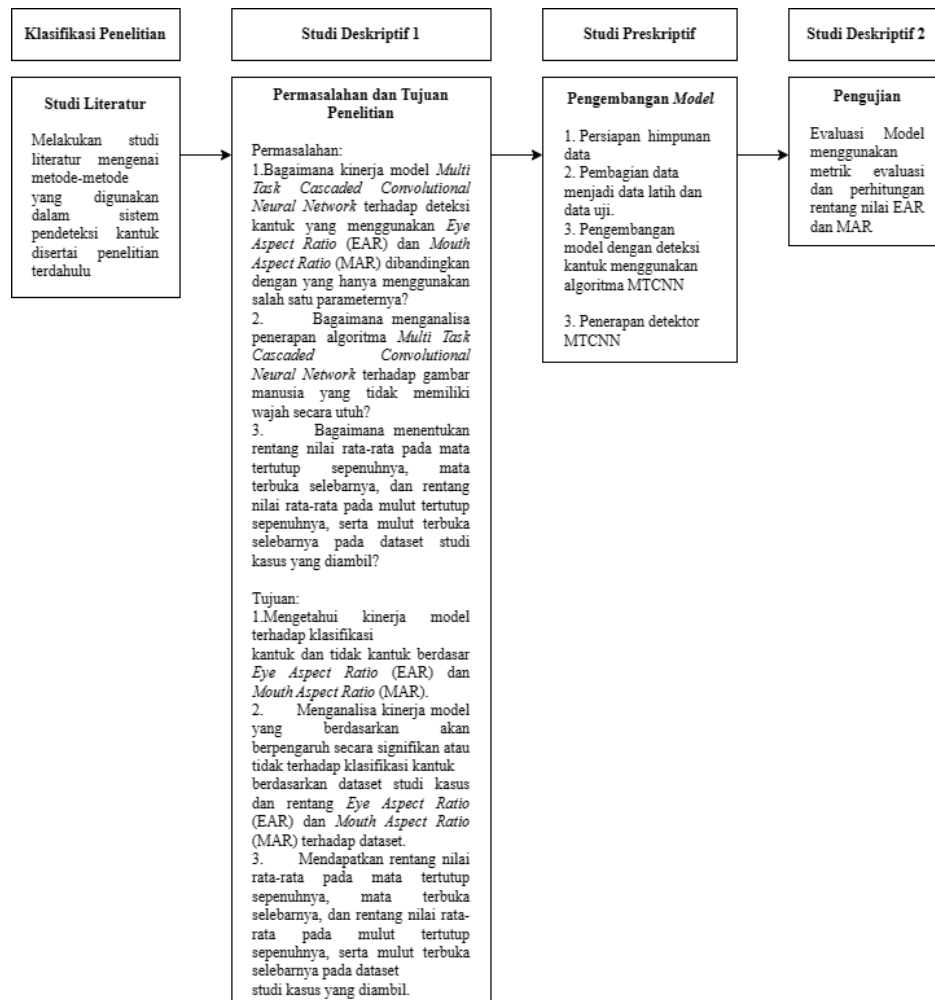 Klasifikasi Penelitian
Studi Deskriptif 1
Studi Preskriptif
Studi Deskriptif 2
Studi Literatur
Melakukan studi
literatur mengenai
metode-metode
yang digunakan
dalam sistem
pendeteksi kantuk
disertai penelitian
terdahulu
Permasalahan dan Tujuan
Penelitian
Permasalahan:
1.Bagaimana kinerja model Multi
Task Cascaded Convolutional
Neural Network terhadap deteksi
kantuk yang menggunakan Eye
Aspect Ratio (EAR) dan Mouth
Aspect Ratio (MAR) dibandingkan
dengan yang hanya menggunakan
salah satu parameternya?
2. Bagaimana menganalisa
penerapan algoritma Multi Task
Cascaded Convolutional
Neural Network terhadap gambar
manusia yang tidak memiliki
wajah secara utuh?
3. Bagaimana menentukan
rentang nilai rata-rata pada mata
tertutup sepenuhnya, mata
terbuka selebarnya, dan rentang
nilai rata-rata pada mulut tertutup
sepenuhnya, serta mulut terbuka
selebarnya pada dataset studi
kasus yang diambil?
Tujuan:
1.Mengetahui kinerja model
terhadap klasifikasi
kantuk dan tidak kantuk berdasar
Eye Aspect Ratio (EAR) dan
Mouth Aspect Ratio (MAR).
2. Menganalisa kinerja model
yang berdasarkan akan
berpengaruh secara signifikan atau
tidak terhadap klasifikasi kantuk
berdasarkan dataset studi kasus
dan rentang Eye Aspect Ratio
(EAR) dan Mouth Aspect Ratio
(MAR) terhadap dataset.
3. Mendapatkan rentang nilai
rata-rata pada mata tertutup
sepenuhnya, mata terbuka
selebarnya, dan rentang nilai rata-
rata pada mulut tertutup
sepenuhnya, serta mulut terbuka
selebarnya pada dataset
studi kasus yang diambil.
Pengembangan Model
1. Persiapan himpunan
data
2. Pembagian data
menjadi data latih dan
data uji.
3. Pengembangan
model dengan deteksi
kantuk menggunakan
algoritma MTCNN
3. Penerapan detektor
MTCNN
Pengujian
Evaluasi Model
menggunakan
metrik evaluasi
dan perhitungan
rentang nilai EAR
dan MAR